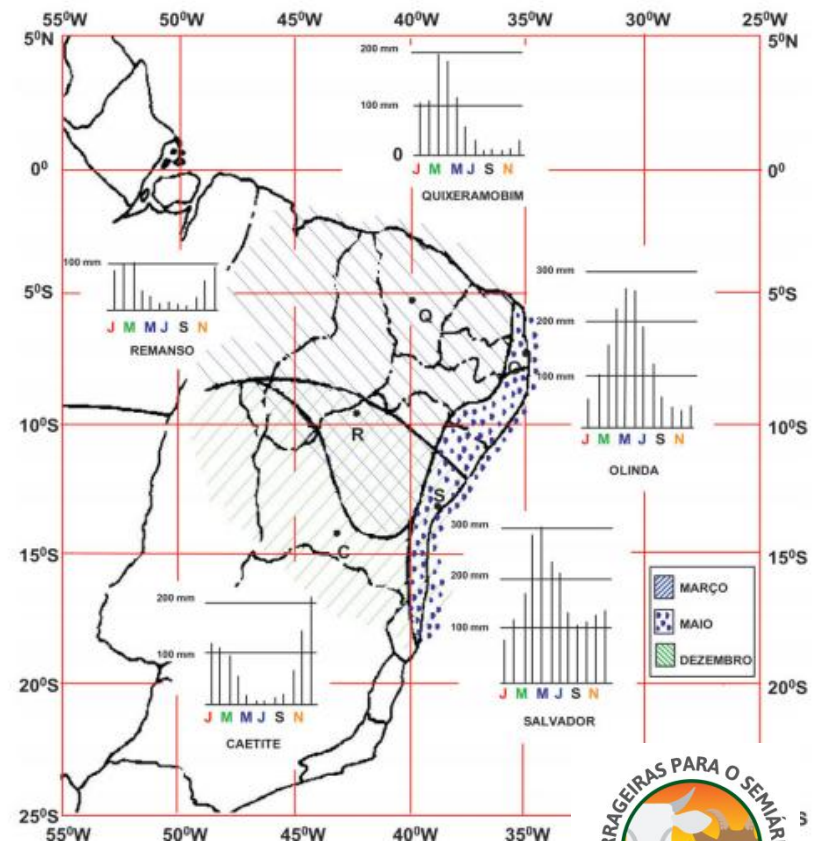 55°W 50°W 45°W 40°W 35°W 30°W 25°W
5°N 5°N
200 mm
100 mm
0
J M M J S N
QUIXERAMOBIM
0° 0°
100 mm
J M M J S N
REMANSO
5°S 5°S
300 mm
200 mm
100 mm
J M M J S N
OLINDA
Q
O
10°S 10°S
R
S
C
300 mm
200 mm
100 mm
J M M J S N
SALVADOR
15°S 15°S
MARÇO
MAIO
DEZEMBRO
200 mm
100 mm
J M M J S N
CAETITE
20°S 20°S
RRAGEIRAS PARA O SEMIÁR
25°S S
55°W 50°W 45°W 40°W 35°W